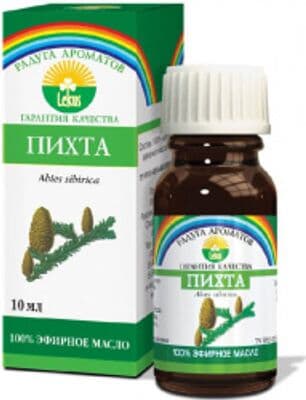 РАДУГА АРОМАТОВ
Lekus
ГАРАНТИЯ КАЧЕСТВА
ПИХТА
Abies sibirica
10 мл
100% ЭФИРНОЕ МАСЛО
РАДУГА АРОМАТОВ
Lekus
ГАРАНТИЯ КАЧЕСТВА
ПИХТА
Abies sibirica
100% ЭФИРНОЕ МАСЛО